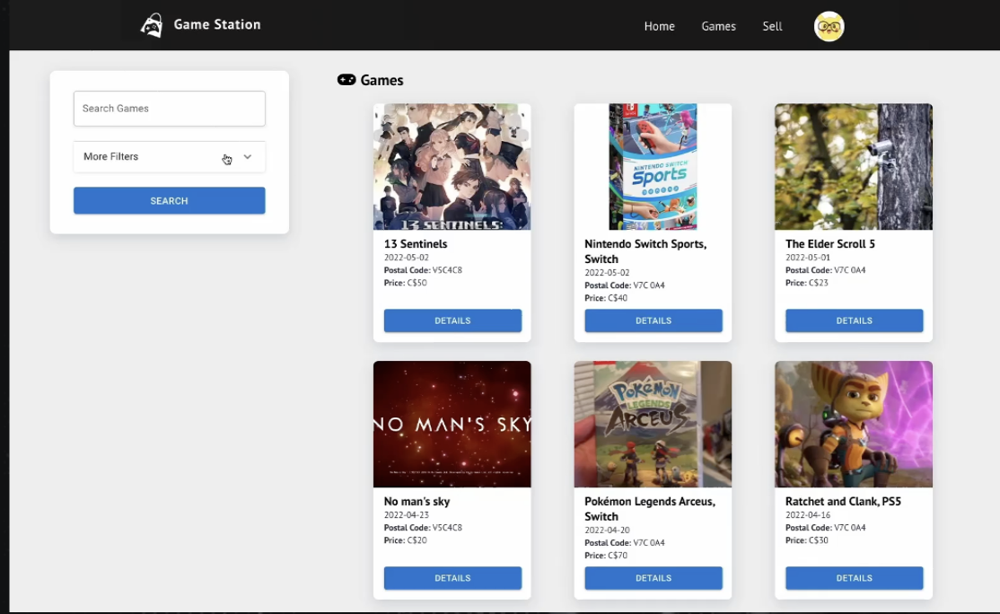 Game Station
Home
Games
Sell
Search Games
More Filters
SEARCH
Games
13 SENTINELS:
13 Sentinels
2022-05-02
Postal Code: V5C4C8
Price: C$50
DETAILS
NINTENDO SWITCH
Sports
Nintendo Switch Sports,
Switch
2022-05-02
Postal Code: V7C 0A4
Price: C$40
DETAILS
The Elder Scroll 5
2022-05-01
Postal Code: V7C 0A4
Price: C$23
DETAILS
NO MAN'S SKY
No man's sky
2022-04-23
Postal Code: V5C4C8
Price: C$20
DETAILS
POKÉMON
LEGENDS
ARCEUS
Pokémon Legends Arceus,
Switch
2022-04-20
Postal Code: V7C 0A4
Price: C$70
DETAILS
Ratchet and Clank, PS5
2022-04-16
Postal Code: V7C 0A4
Price: C$30
DETAILS